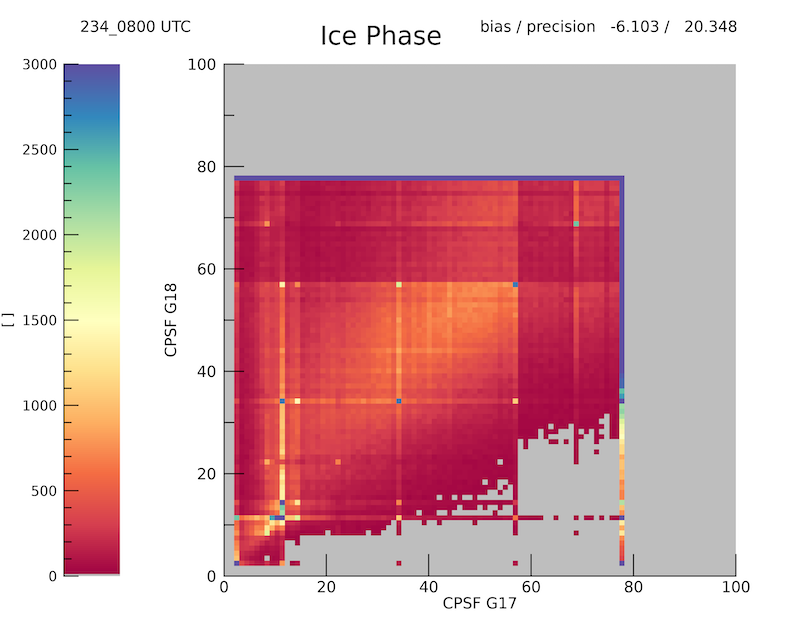 234_0800 UTC
Ice Phase
bias / precision -6.103 / 20.348
3000
2500
2000
1500
1000
500
0
[ ]
100
80
60
40
20
0
CPSF G18
0 20 40 60 80 100
CPSF G17